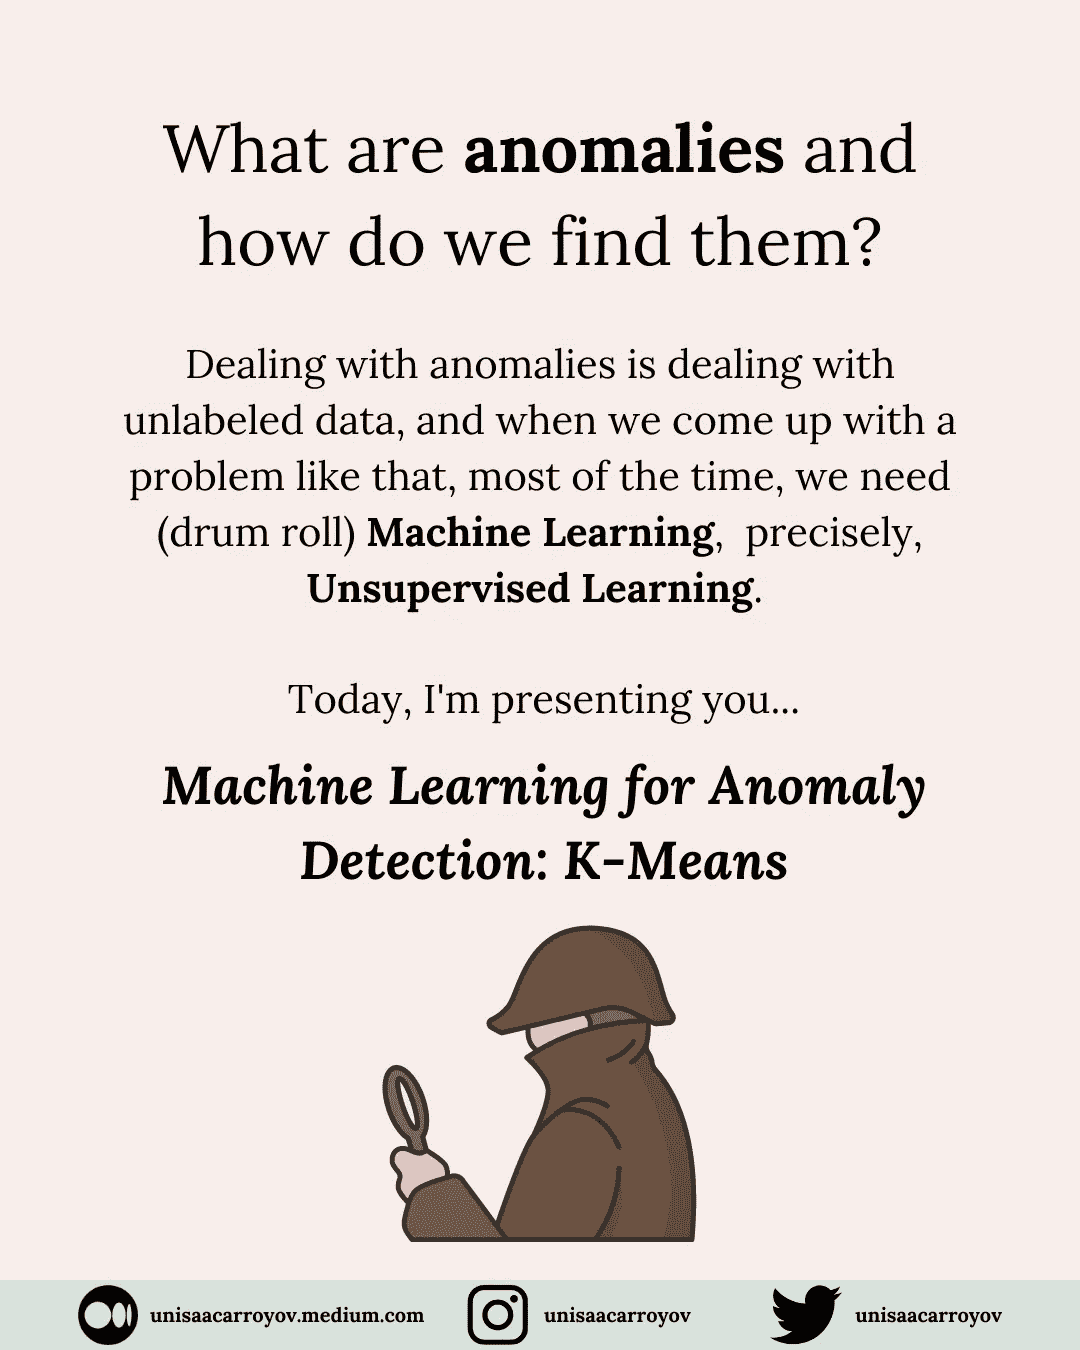 What are anomalies and
how do we find them?
Dealing with anomalies is dealing with
unlabeled data, and when we come up with a
problem like that, most of the time, we need
(drum roll) Machine Learning,  precisely,
Unsupervised Learning.
Today, I'm presenting you...
Machine Learning for Anomaly
Detection: K-Means
unisaacarroyov.medium.com unisaacarroyov unisaacarroyov